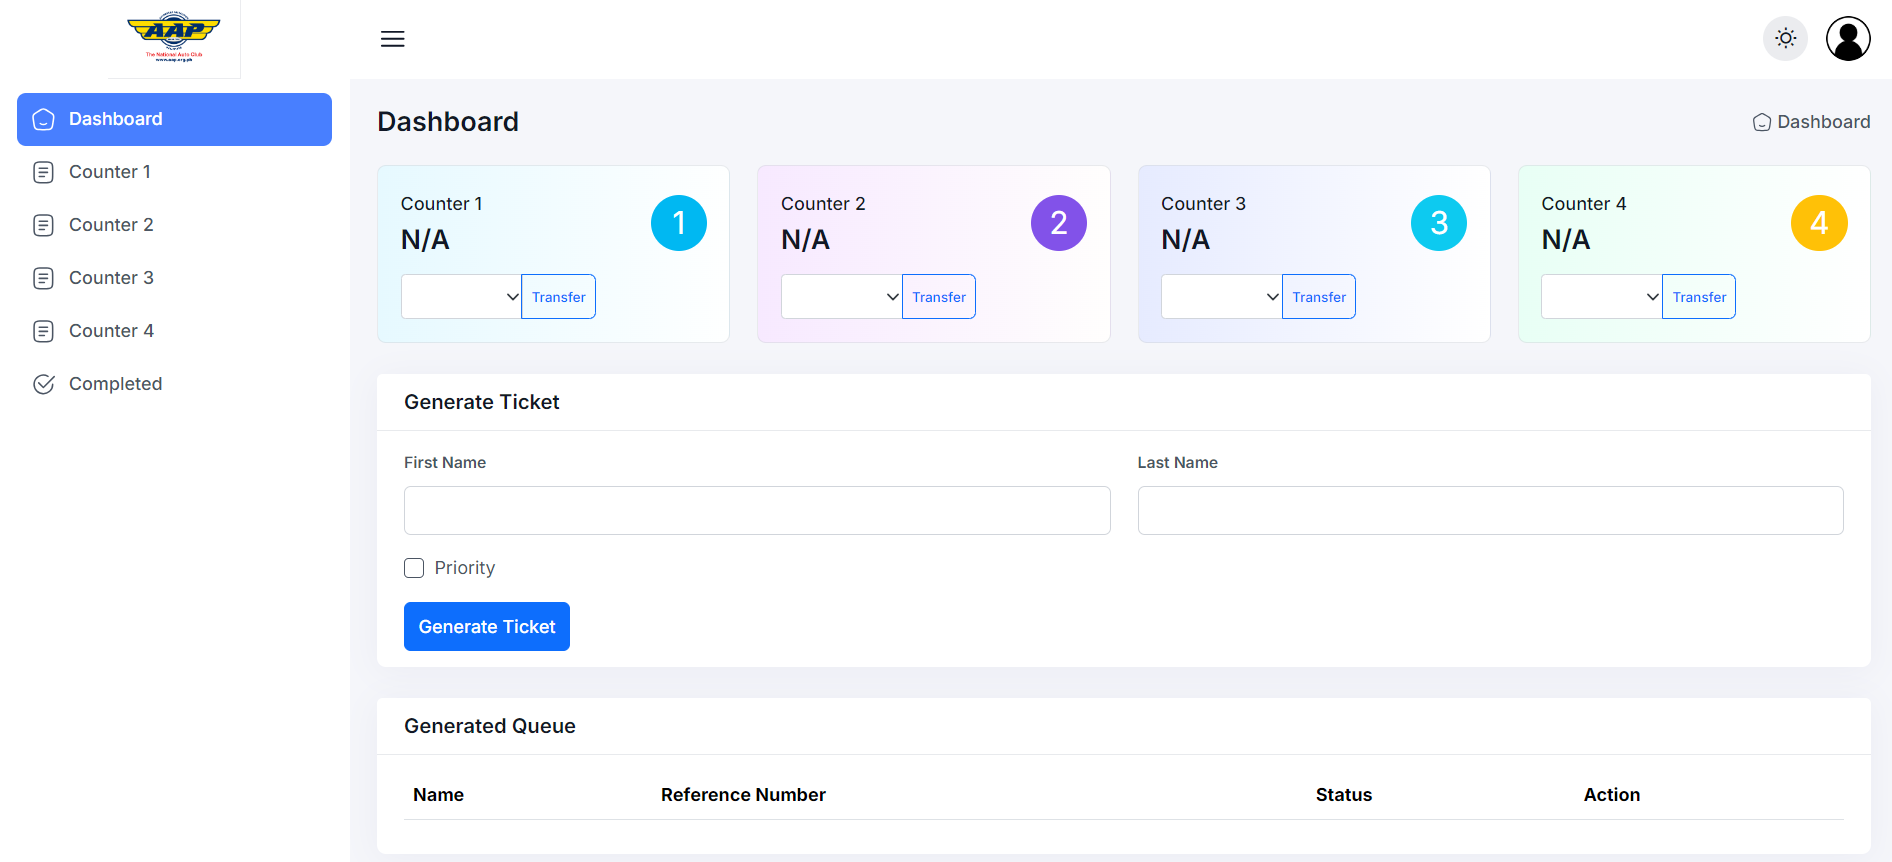 AAP
The National Auto Club
www.aap.org.ph
Dashboard
Counter 1
Counter 2
Counter 3
Counter 4
Completed
Dashboard
Dashboard
Counter 1
N/A
1
Transfer
Counter 2
N/A
2
Transfer
Counter 3
N/A
3
Transfer
Counter 4
N/A
4
Transfer
Generate Ticket
First Name
Last Name
Priority
Generate Ticket
Generated Queue
Name Reference Number Status Action